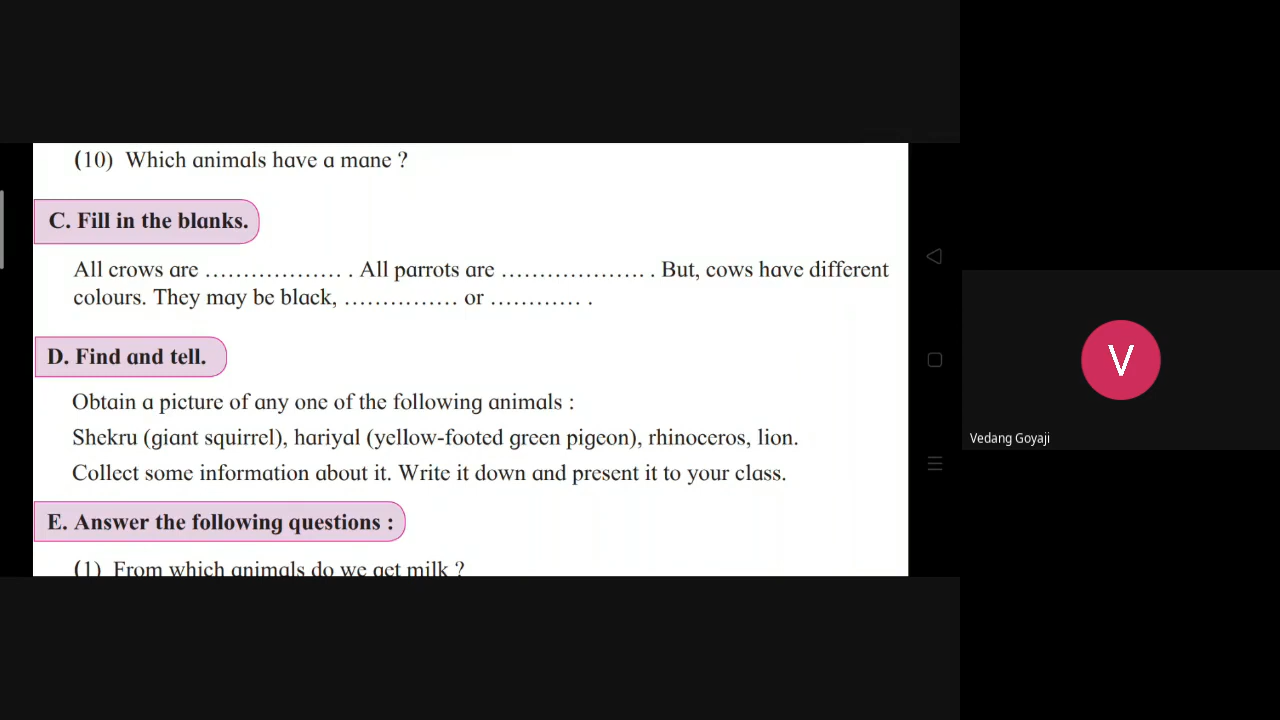 (10) Which animals have a mane ?
C. Fill in the blanks.
All crows are .................. . All parrots are ................... . But, cows have different
colours. They may be black, ............... or ............ .
D. Find and tell.
Obtain a picture of any one of the following animals :
Shekru (giant squirrel), hariyal (yellow-footed green pigeon), rhinoceros, lion.
Collect some information about it. Write it down and present it to your class.
E. Answer the following questions :
(1) From which animals do we get milk ?
V
Vedang Goyaji